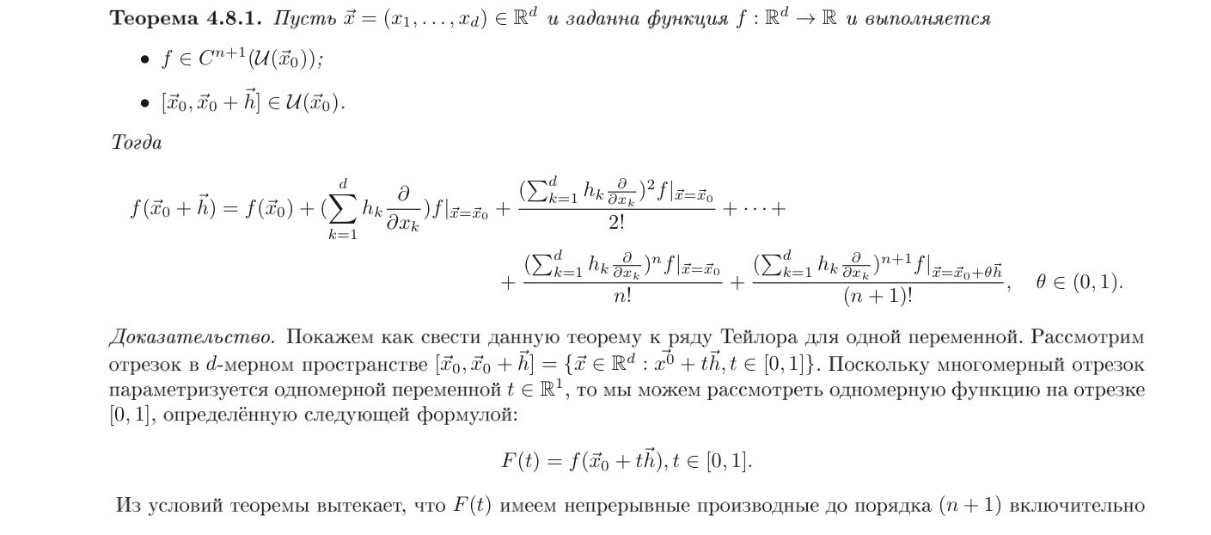 Теорема 4.8.1. Пусть $\vec{x} = (x_1, \ldots, x_d) \in \mathbb{R}^d$ и заданна функция $f : \mathbb{R}^d \to \mathbb{R}$ и выполняется
• $f \in C^{n+1}(\mathcal{U}(\vec{x}_0))$;
• $[\vec{x}_0, \vec{x}_0 + \vec{h}] \in \mathcal{U}(\vec{x}_0)$.
Тогда
$f(\vec{x}_0 + \vec{h}) = f(\vec{x}_0) + (\sum_{k=1}^{d} h_k \frac{\partial}{\partial x_k}) f|_{\vec{x}=\vec{x}_0} + \frac{(\sum_{k=1}^{d} h_k \frac{\partial}{\partial x_k})^2 f|_{\vec{x}=\vec{x}_0}}{2!} + \cdots +$
$+ \frac{(\sum_{k=1}^{d} h_k \frac{\partial}{\partial x_k})^n f|_{\vec{x}=\vec{x}_0}}{n!} + \frac{(\sum_{k=1}^{d} h_k \frac{\partial}{\partial x_k})^{n+1} f|_{\vec{x}=\vec{x}_0+\theta\vec{h}}}{(n+1)!}, \quad \theta \in (0, 1).$
Доказательство. Покажем как свести данную теорему к ряду Тейлора для одной переменной. Рассмотрим
отрезок в $d$-мерном пространстве $[\vec{x}_0, \vec{x}_0 + \vec{h}] = \{\vec{x} \in \mathbb{R}^d : \vec{x^0} + t\vec{h}, t \in [0, 1]\}$. Поскольку многомерный отрезок
параметризуется одномерной переменной $t \in \mathbb{R}^1$, то мы можем рассмотреть одномерную функцию на отрезке
$[0, 1]$, определённую следующей формулой:
$F(t) = f(\vec{x}_0 + t\vec{h}), t \in [0, 1].$
Из условий теоремы вытекает, что $F(t)$ имеем непрерывные производные до порядка $(n + 1)$ включительно